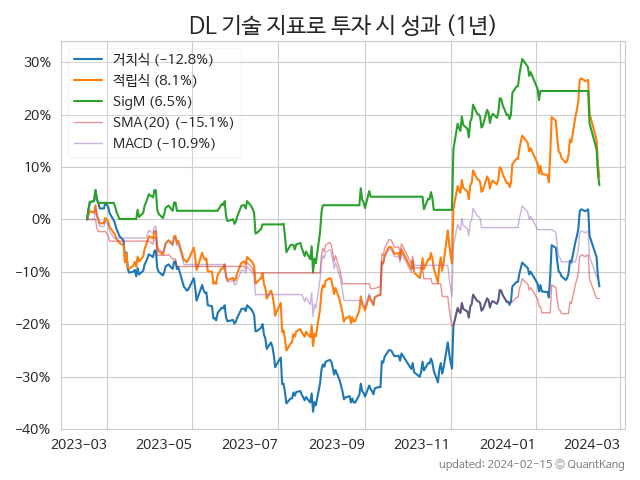 DL 기술 지표로 투자 시 성과 (1년)
거치식 (−12.8%)
적립식 (8.1%)
SigM (6.5%)
SMA(20) (−15.1%)
MACD (−10.9%)
30%
20%
10%
0%
−10%
−20%
−30%
−40%
2023-03 2023-05 2023-07 2023-09 2023-11 2024-01 2024-03
updated: 2024-02-15 © QuantKang